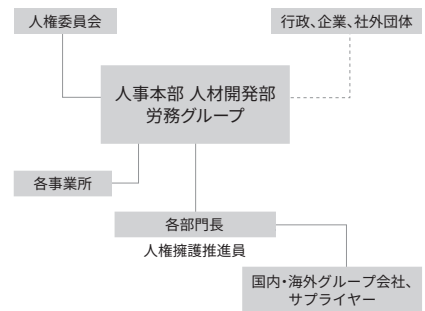 人権委員会
行政、企業、社外団体
人事本部 人材開発部
労務グループ
各事業所
各部門長
人権擁護推進員
国内・海外グループ会社、
サプライヤー